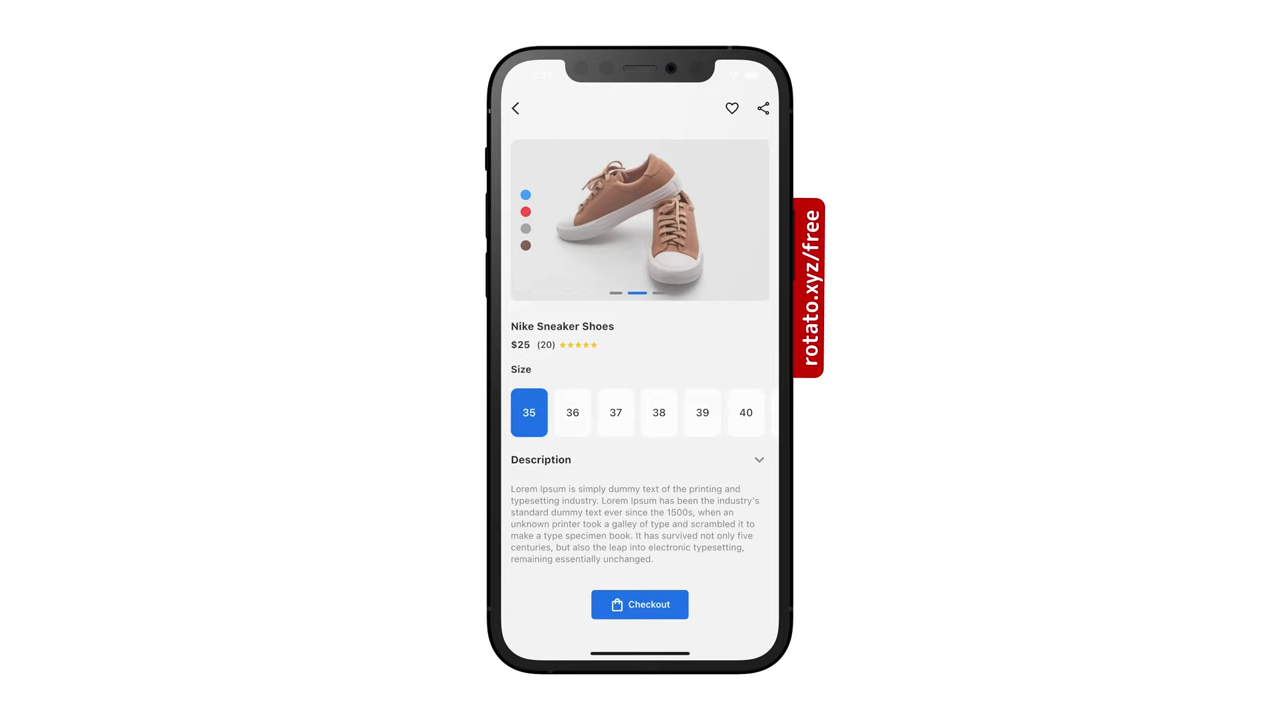 Nike Sneaker Shoes
$25 (20) ★★★★★
Size
35 36 37 38 39 40
Description
Lorem Ipsum is simply dummy text of the printing and
typesetting industry. Lorem Ipsum has been the industry's
standard dummy text ever since the 1500s, when an
unknown printer took a galley of type and scrambled it to
make a type specimen book. It has survived not only five
centuries, but also the leap into electronic typesetting,
remaining essentially unchanged.
Checkout
rotato.xyz/free